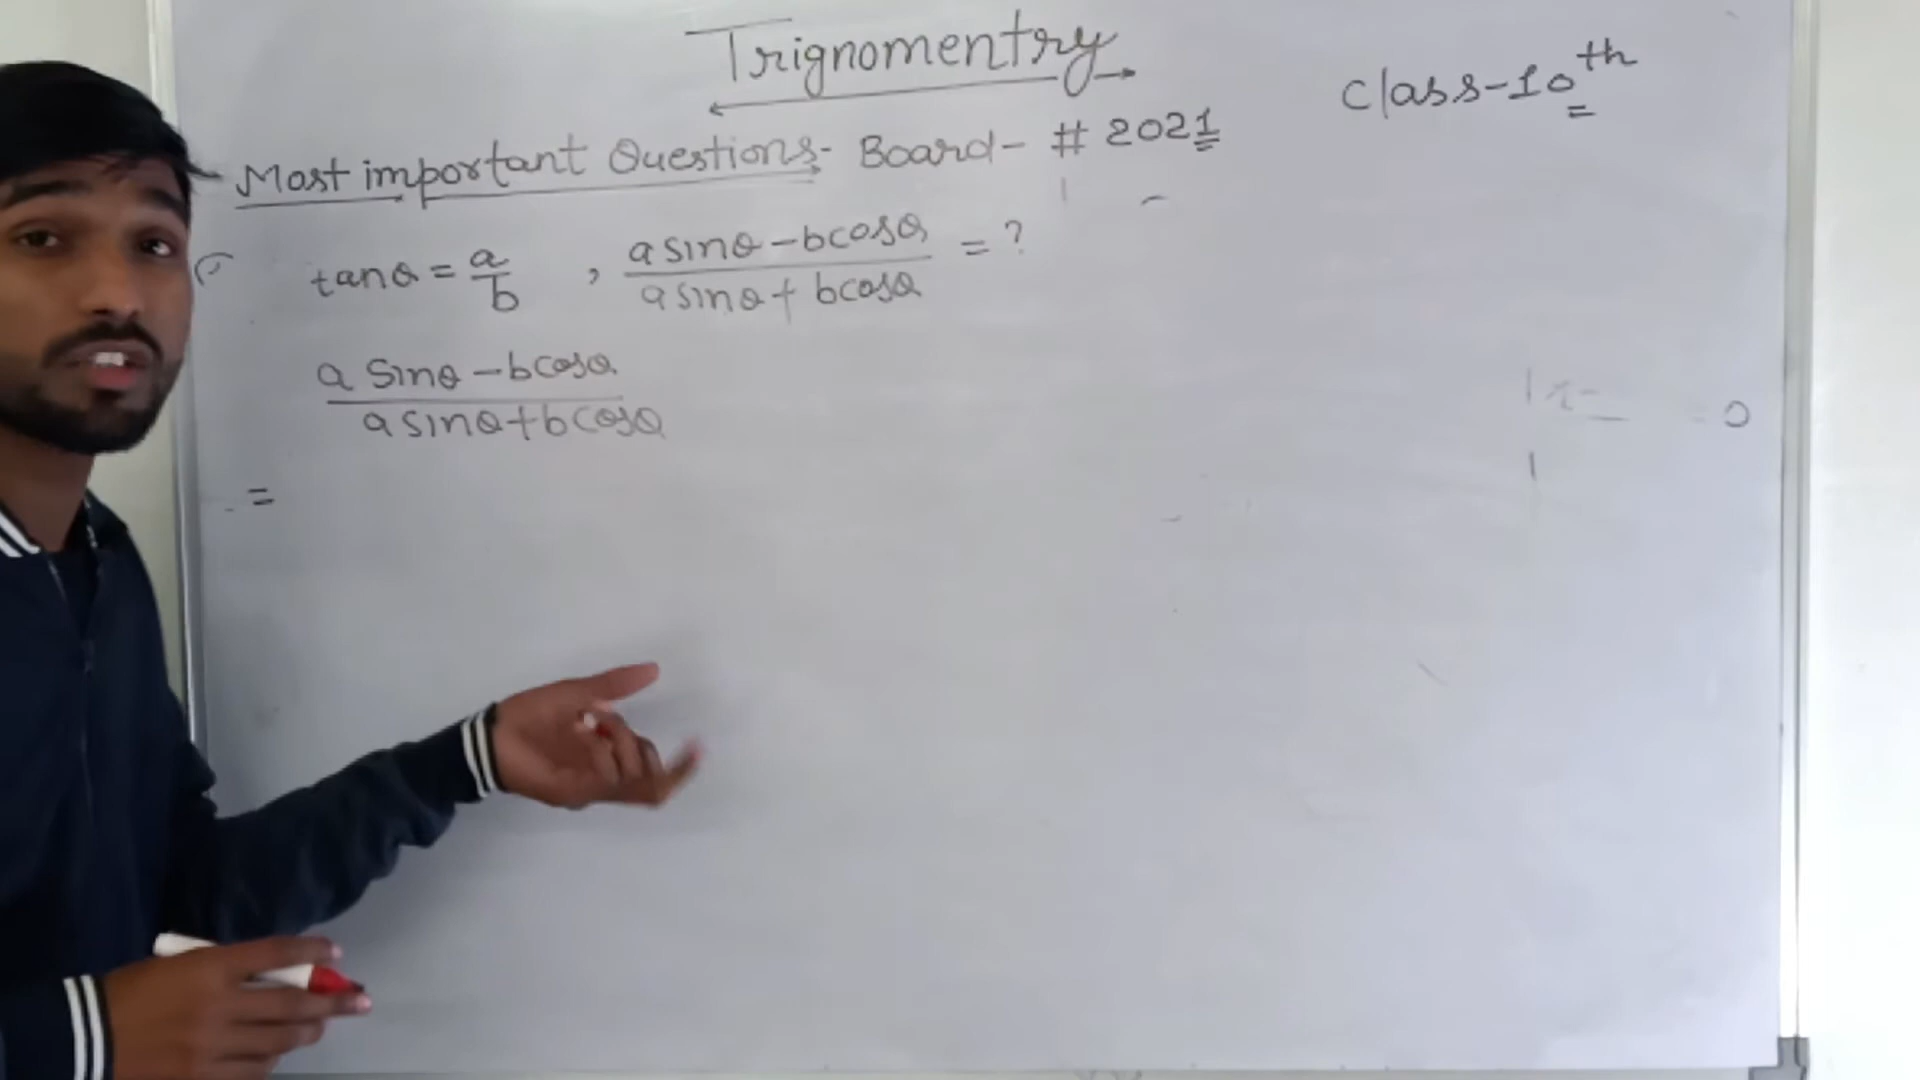 Trignomentry
Class-10th
Most important Questions- Board- # 2021
tanθ = a/b , (a sinθ - b cosθ)/(a sinθ + b cosθ) = ?
(a sinθ - b cosθ)/(a sinθ + b cosθ)
=